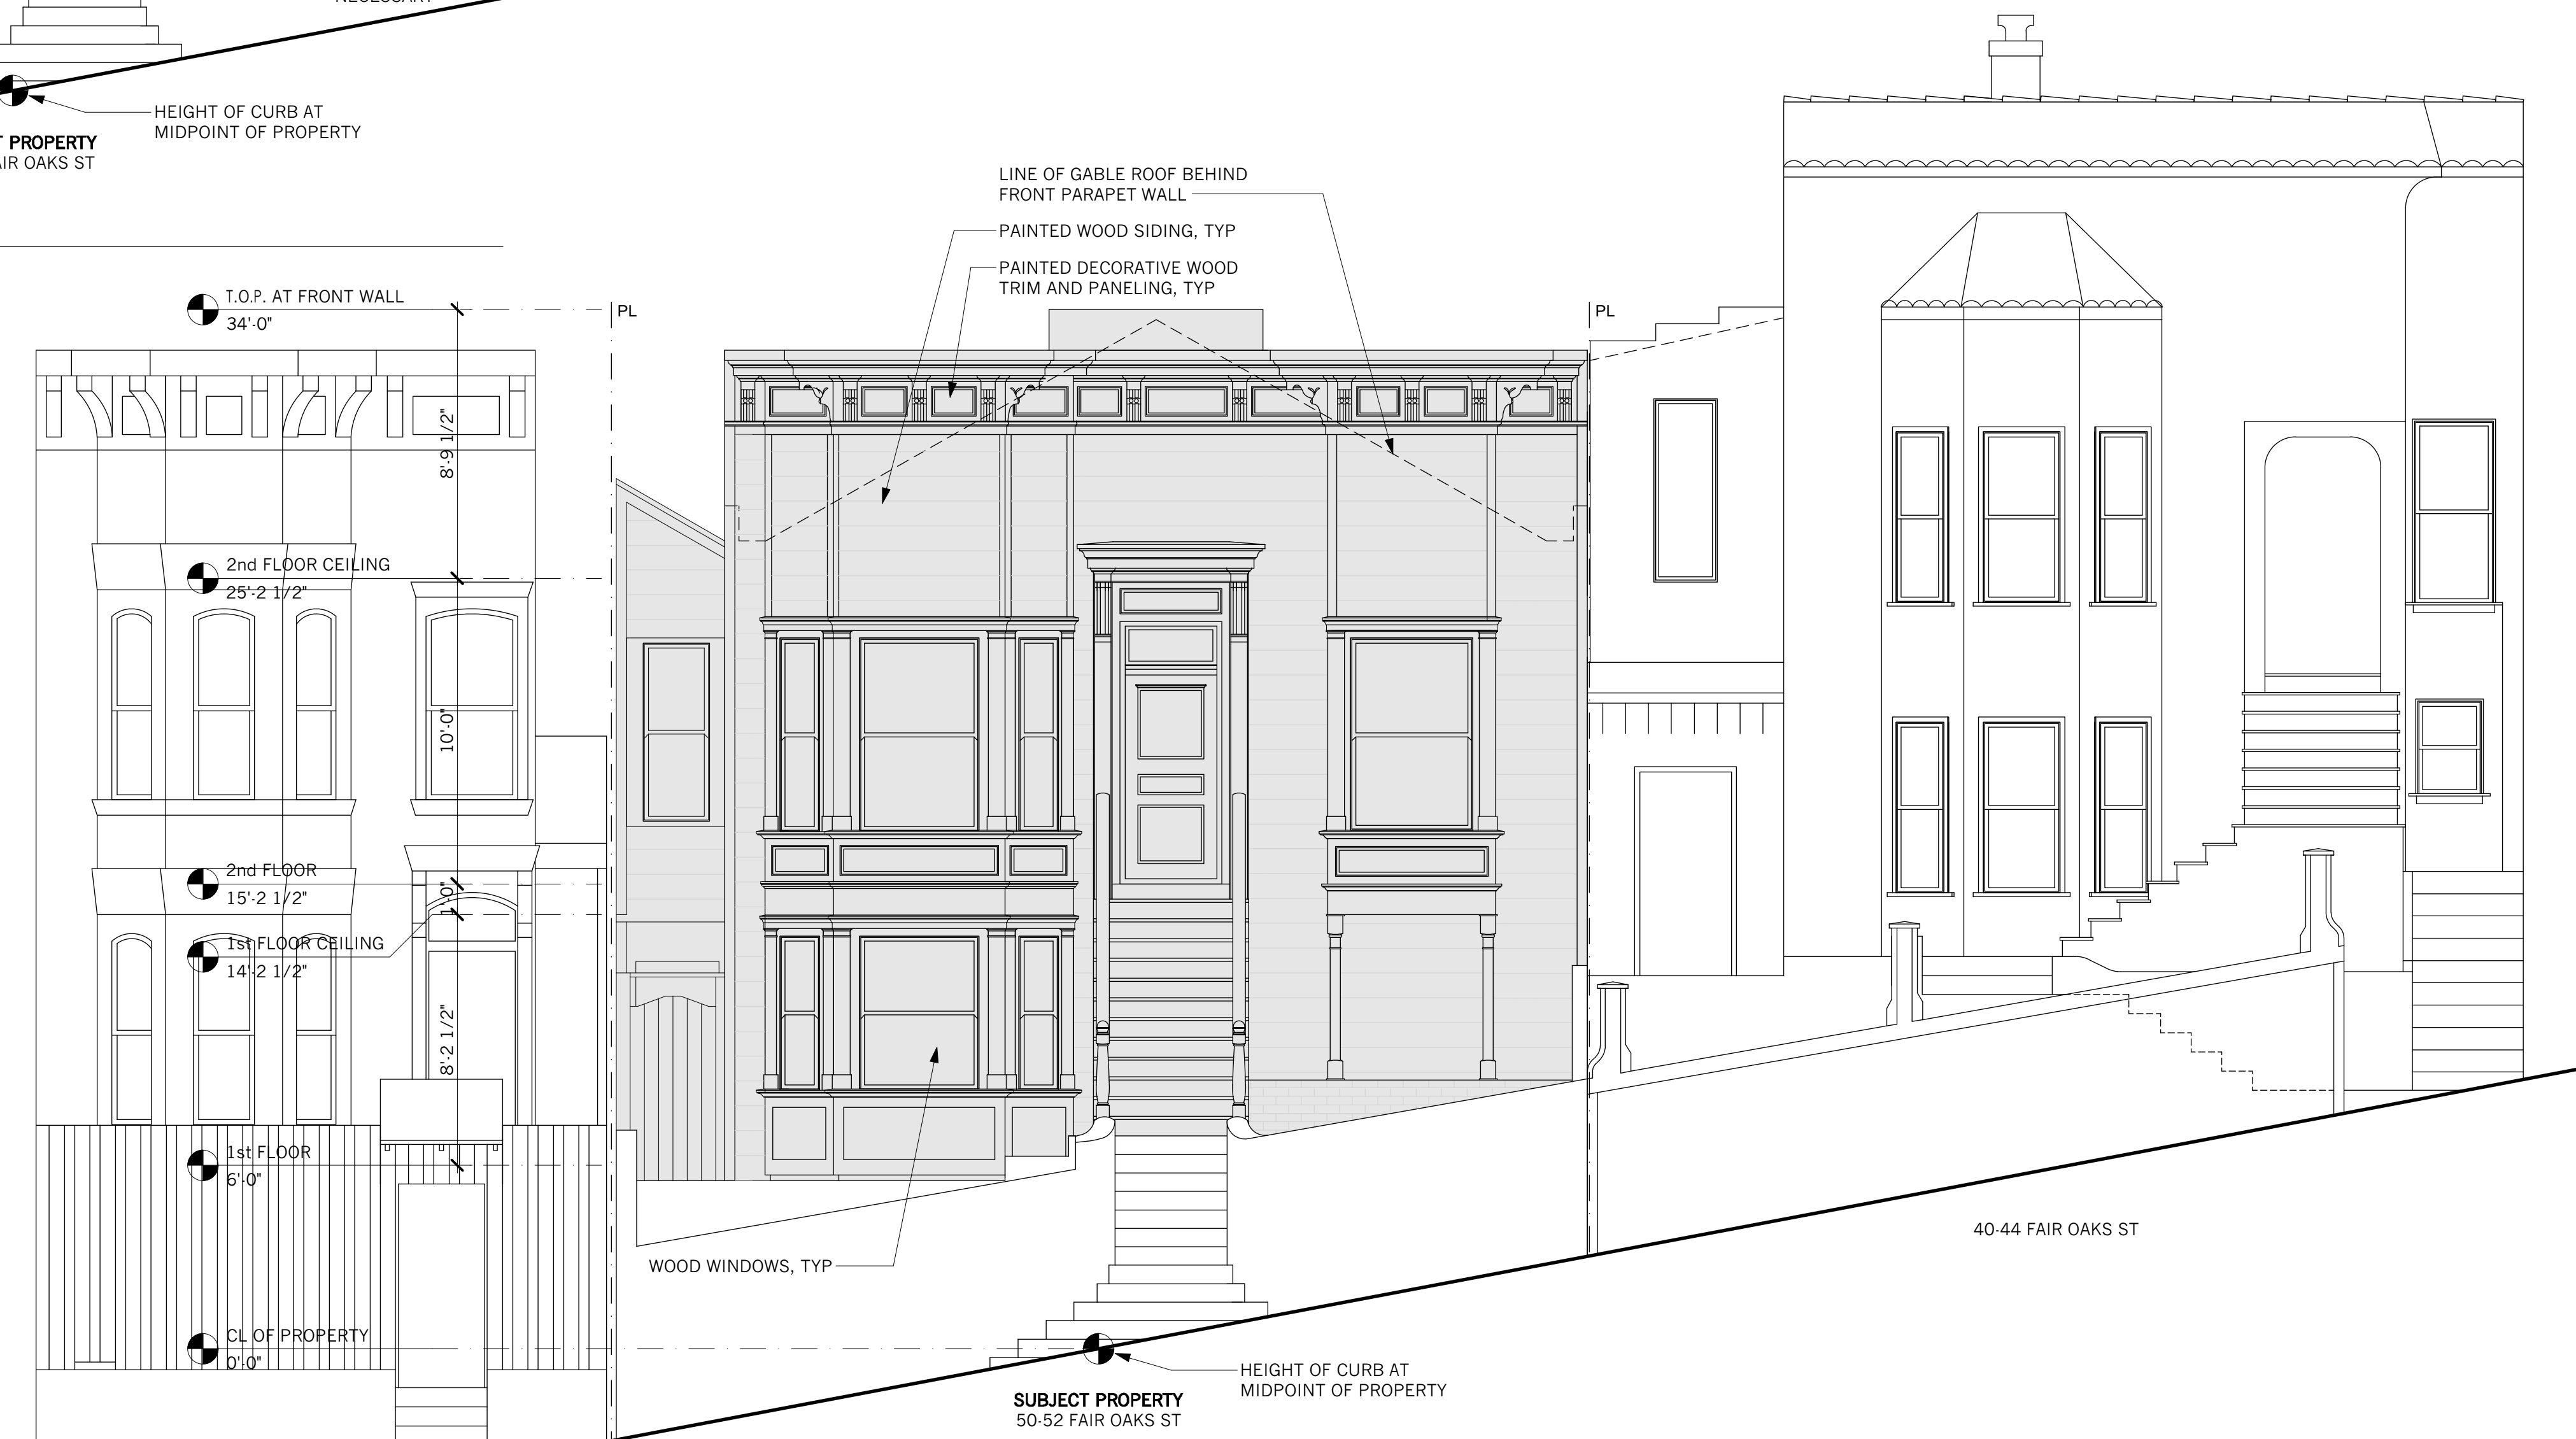 NECESSARY
HEIGHT OF CURB AT
MIDPOINT OF PROPERTY
T PROPERTY
AIR OAKS ST
LINE OF GABLE ROOF BEHIND
FRONT PARAPET WALL
PAINTED WOOD SIDING, TYP
PAINTED DECORATIVE WOOD
TRIM AND PANELING, TYP
T.O.P. AT FRONT WALL
34'-0"
PL
PL
8'-9 1/2"
2nd FLOOR CEILING
25'-2 1/2"
10'-0"
2nd FLOOR
15'-2 1/2"
1'-0"
1st FLOOR CEILING
14'-2 1/2"
8'-2 1/2"
1st FLOOR
6'-0"
WOOD WINDOWS, TYP
40-44 FAIR OAKS ST
CL OF PROPERTY
0'-0"
HEIGHT OF CURB AT
MIDPOINT OF PROPERTY
SUBJECT PROPERTY
50-52 FAIR OAKS ST